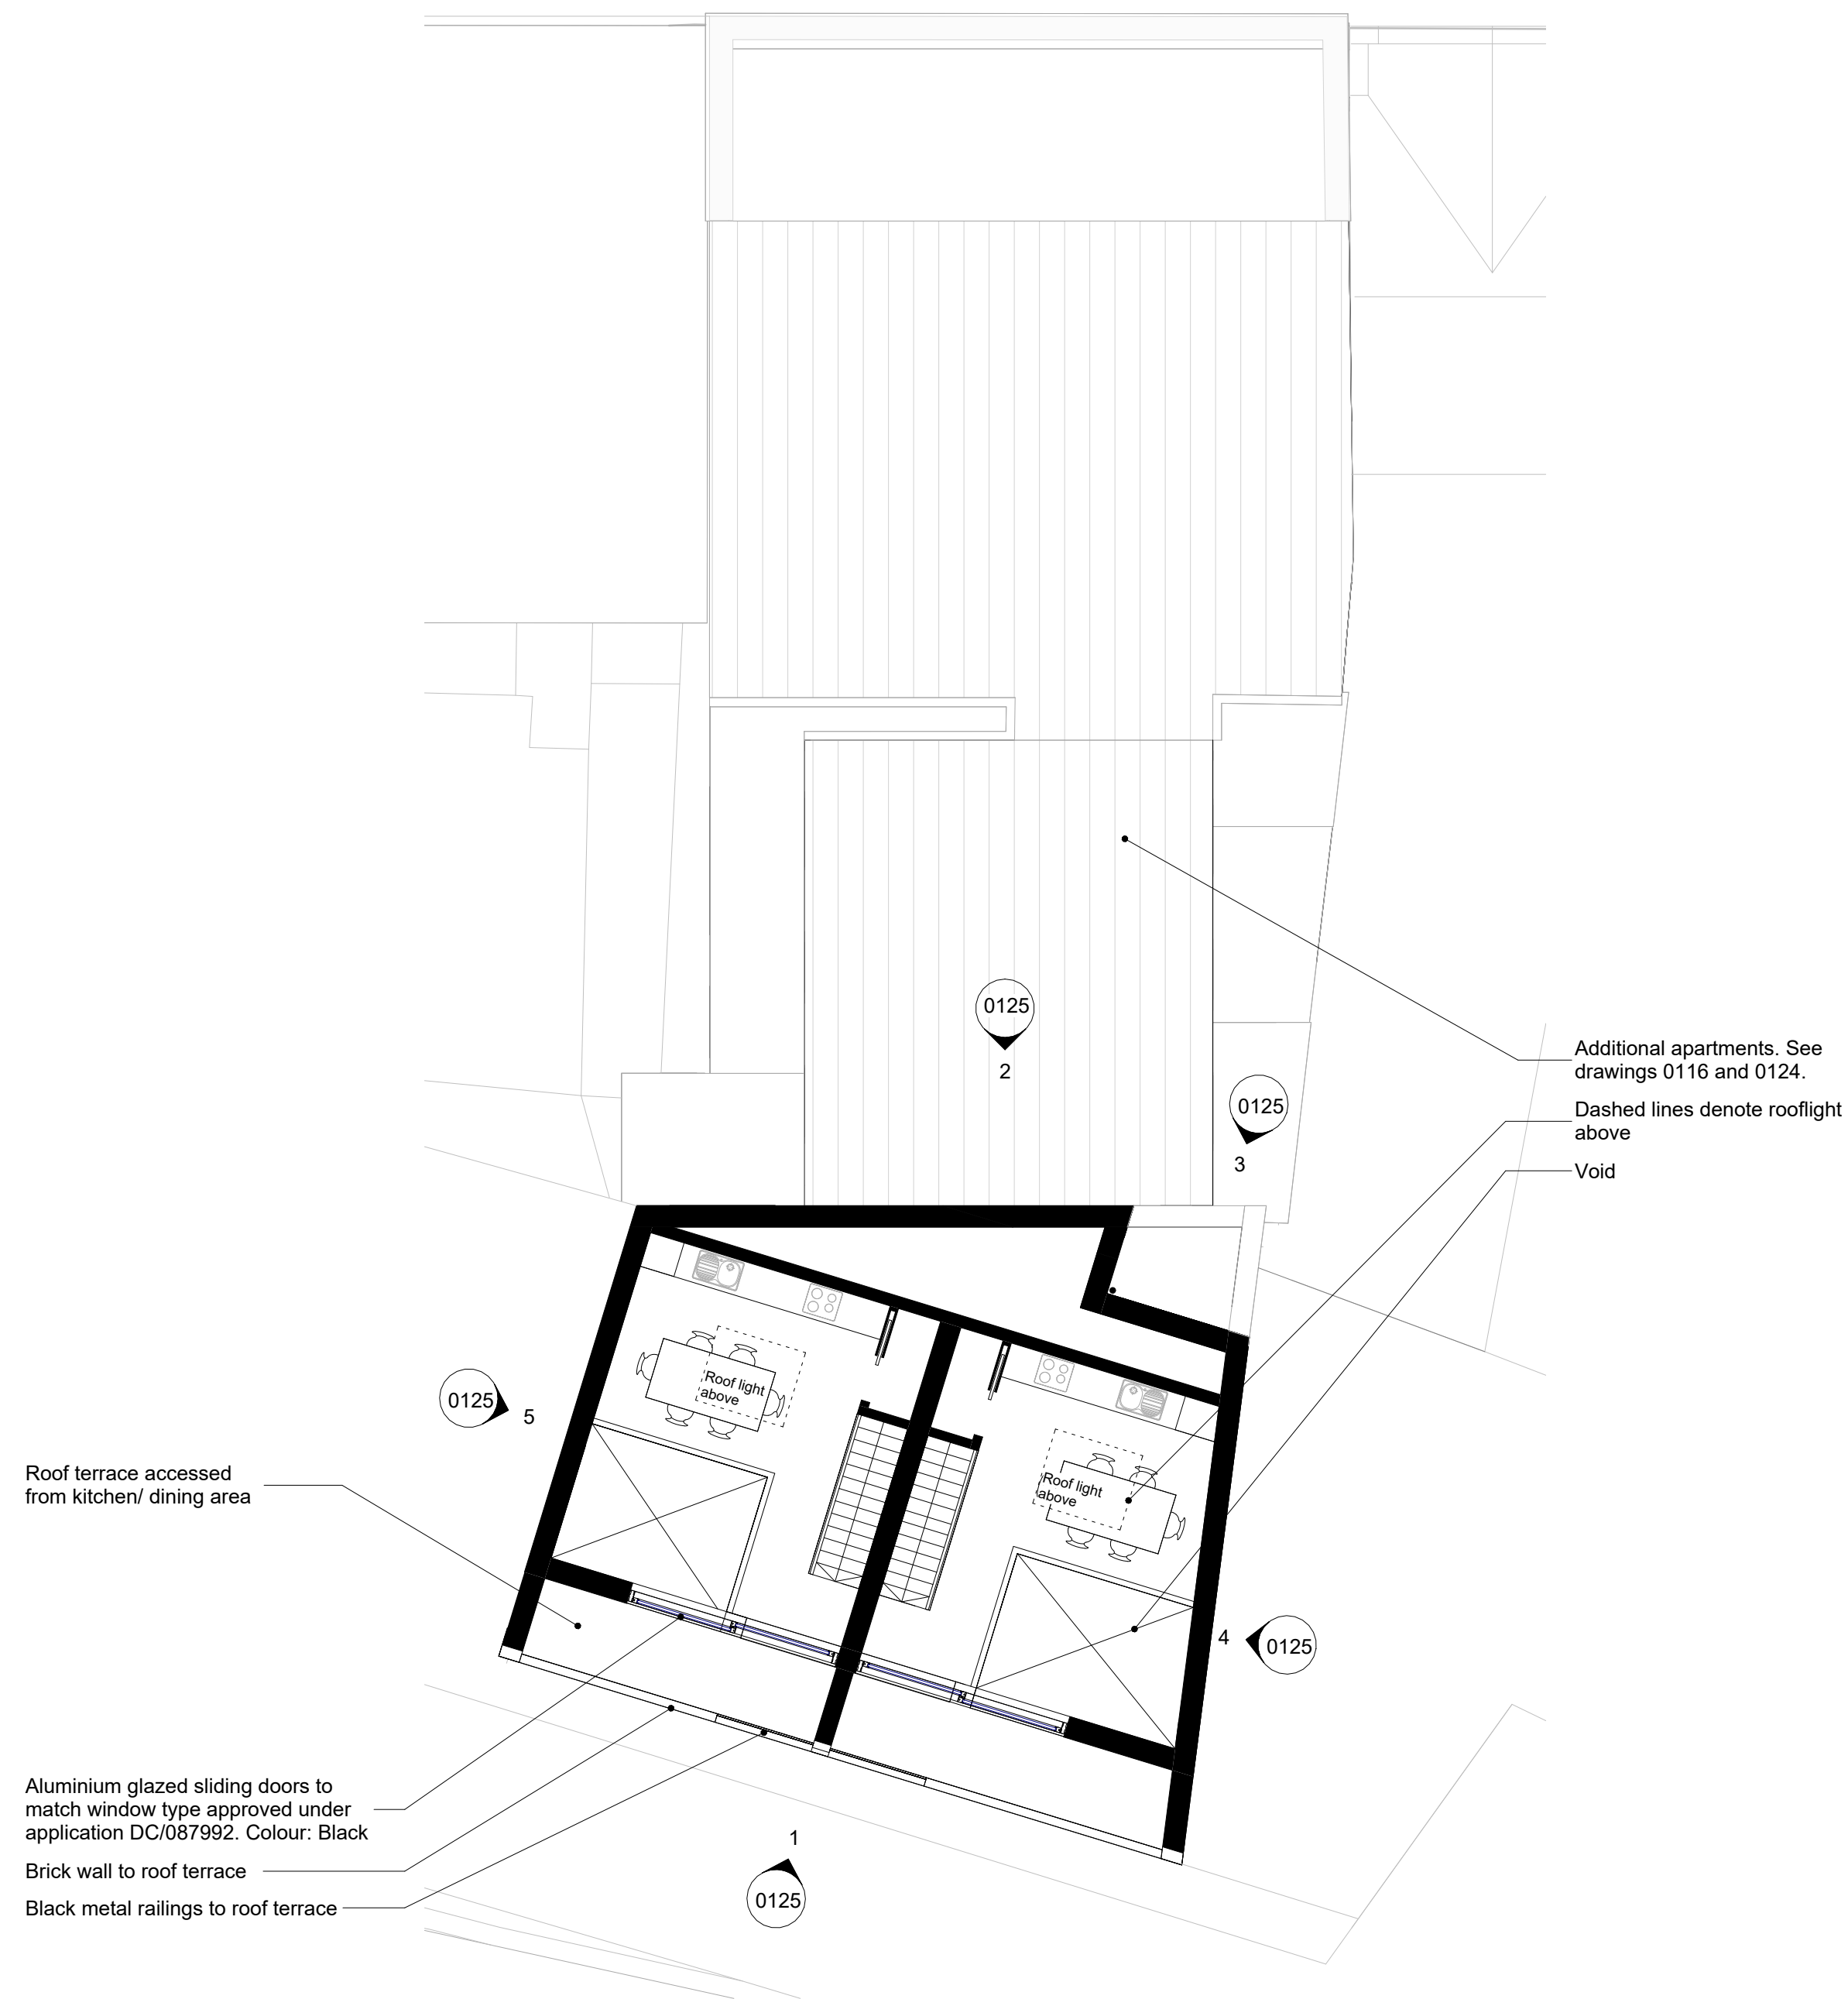 0125
2
0125
3
Additional apartments. See
drawings 0116 and 0124.
Dashed lines denote rooflight
above
Void
Roof light
above
0125
5
Roof light
above
Roof terrace accessed
from kitchen/ dining area
4
0125
Aluminium glazed sliding doors to
match window type approved under
application DC/087992. Colour: Black
Brick wall to roof terrace
Black metal railings to roof terrace
1
0125